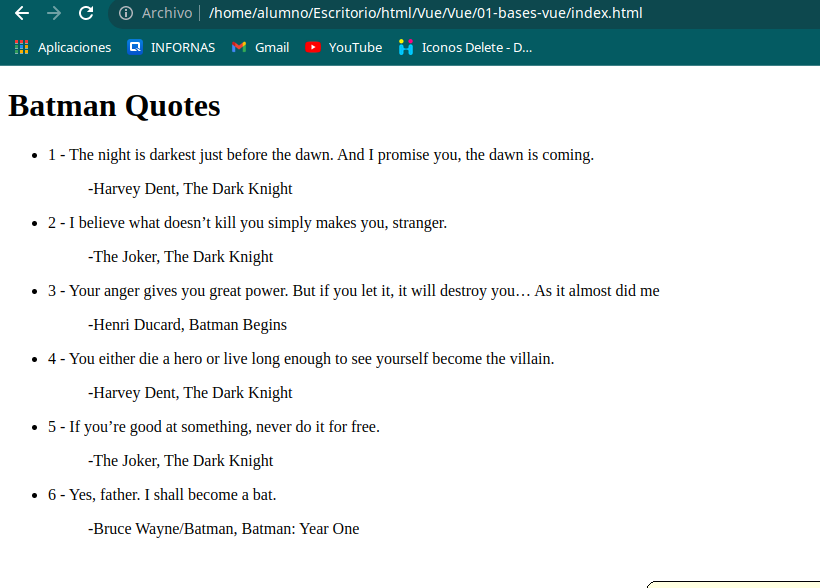 Archivo | /home/alumno/Escritorio/html/Vue/Vue/01-bases-vue/index.html
Aplicaciones INFORNAS Gmail YouTube Iconos Delete - D...
Batman Quotes
• 1 - The night is darkest just before the dawn. And I promise you, the dawn is coming.
-Harvey Dent, The Dark Knight
• 2 - I believe what doesn’t kill you simply makes you, stranger.
-The Joker, The Dark Knight
• 3 - Your anger gives you great power. But if you let it, it will destroy you… As it almost did me
-Henri Ducard, Batman Begins
• 4 - You either die a hero or live long enough to see yourself become the villain.
-Harvey Dent, The Dark Knight
• 5 - If you’re good at something, never do it for free.
-The Joker, The Dark Knight
• 6 - Yes, father. I shall become a bat.
-Bruce Wayne/Batman, Batman: Year One